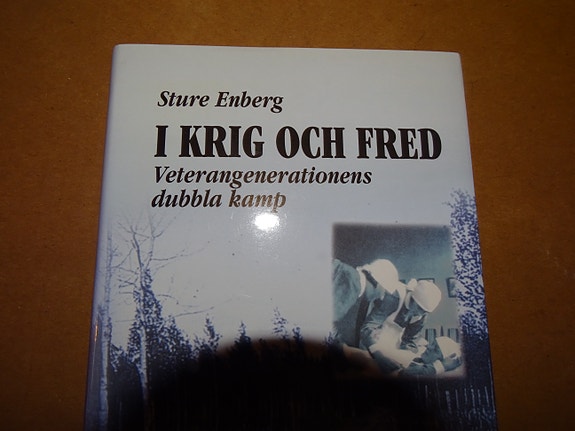 Sture Enberg
I KRIG OCH FRED
Veterangenerationens
dubbla kamp